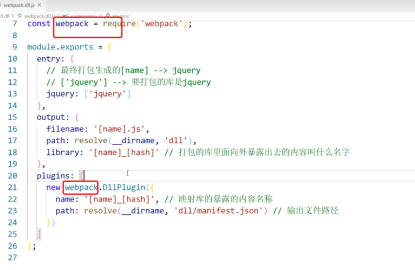 webpack.dll.js
webpack.dll.js
7 const webpack = require('webpack');
8
9 module.exports = {
10 entry: {
11 // 最终打包生成的[name] --> jquery
12 // ['jquery'] --> 要打包的库是jquery
13 jquery: ['jquery']
14 },
15 output: {
16 filename: '[name].js',
17 path: resolve(__dirname, 'dll'),
18 library: '[name]_[hash]' // 打包的库里面向外暴露出去的内容叫什么名字
19 },
20 plugins: [
21 new webpack.DllPlugin({
22 name: '[name]_[hash]', // 映射库的暴露的内容名称
23 path: resolve(__dirname, 'dll/manifest.json') // 输出文件路径
24 })
25 ]
26 };
27